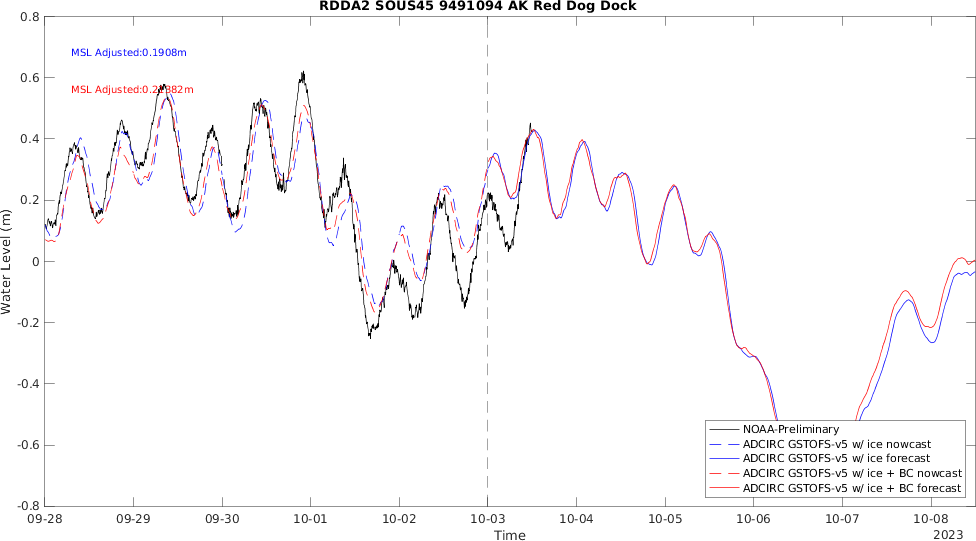 RDDA2 SOUS45 9491094 AK Red Dog Dock
0.8
0.6
0.4
0.2
0
-0.2
-0.4
-0.6
-0.8
Water Level (m)
MSL Adjusted:0.1908m
MSL Adjusted:0.21382m
NOAA-Preliminary
ADCIRC GSTOFS-v5 w/ ice nowcast
ADCIRC GSTOFS-v5 w/ ice forecast
ADCIRC GSTOFS-v5 w/ ice + BC nowcast
ADCIRC GSTOFS-v5 w/ ice + BC forecast
09-28 09-29 09-30 10-01 10-02 10-03 10-04 10-05 10-06 10-07 10-08
2023
Time